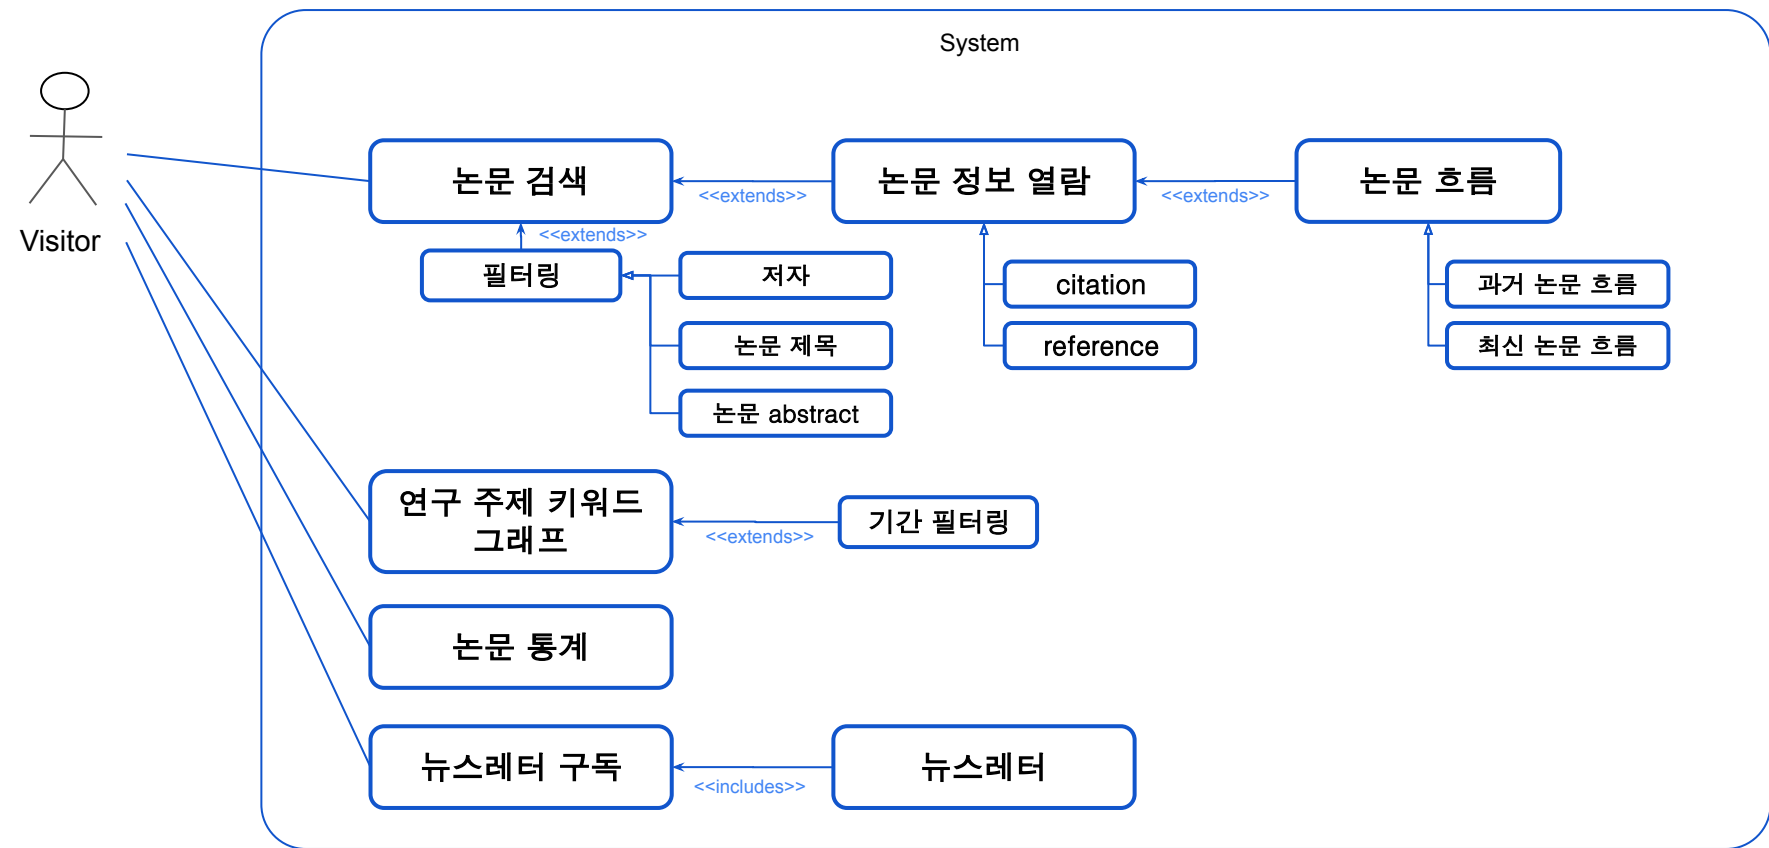 System
Visitor
논문 검색
<<extends>>
논문 정보 열람
<<extends>>
논문 흐름
<<extends>>
필터링
저자
논문 제목
논문 abstract
citation
reference
과거 논문 흐름
최신 논문 흐름
연구 주제 키워드
그래프
<<extends>>
기간 필터링
논문 통계
뉴스레터 구독
<<includes>>
뉴스레터